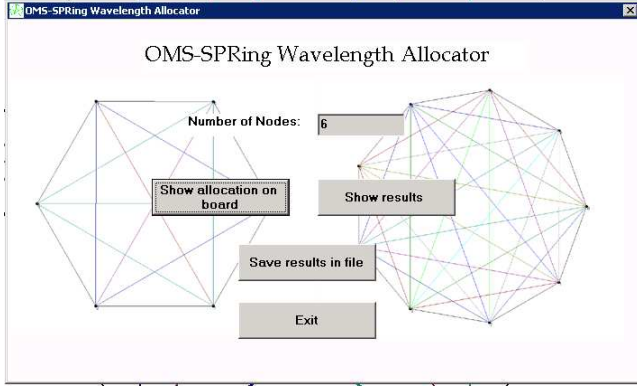 OMS-SPRing Wavelength Allocator
OMS-SPRing Wavelength Allocator
Number of Nodes:
6
Show allocation on
board
Show results
Save results in file
Exit